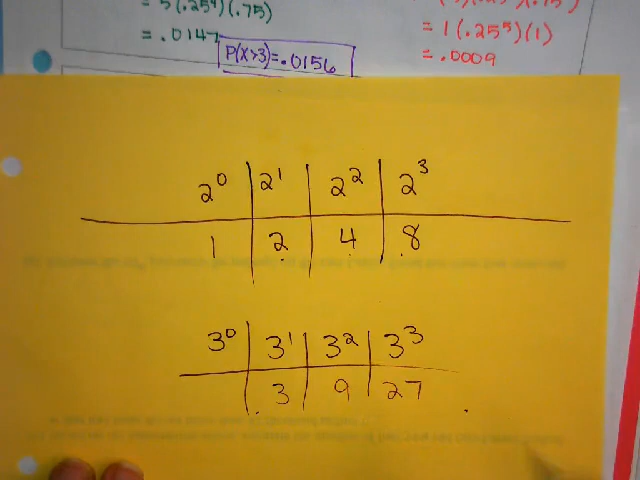 = 5(.25⁴)(.75)
= .0147
P(X>3)=.0156
= 1(.25⁵)(1)
= .0009
2⁰ 2¹ 2² 2³
1 2 4 8
3⁰ 3¹ 3² 3³
3 9 27